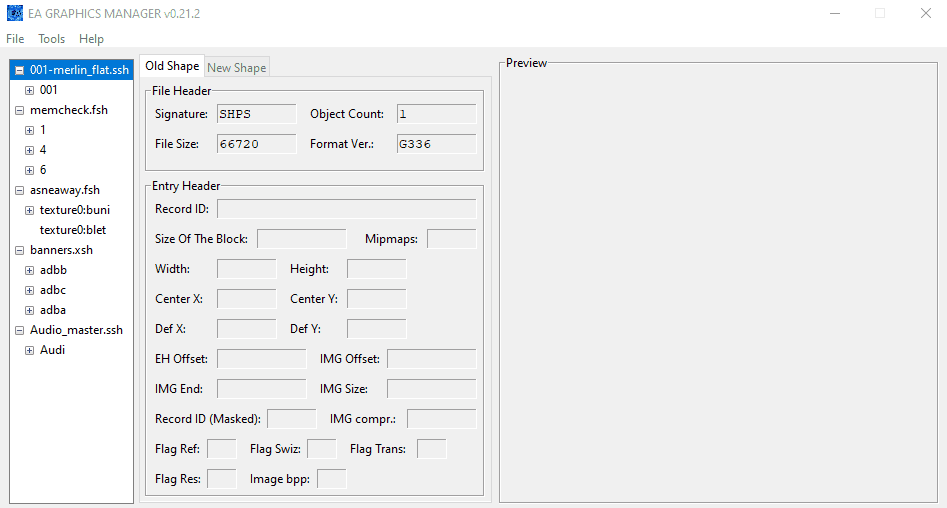 EA GRAPHICS MANAGER v0.21.2
File Tools Help
001-merlin_flat.ssh
001
memcheck.fsh
1
4
6
asneaway.fsh
texture0:buni
texture0:blet
banners.xsh
adbb
adbc
adba
Audio_master.ssh
Audi
Old Shape New Shape
File Header
Signature: SHPS Object Count: 1
File Size: 66720 Format Ver.: G336
Entry Header
Record ID:
Size Of The Block: Mipmaps:
Width: Height:
Center X: Center Y:
Def X: Def Y:
EH Offset: IMG Offset:
IMG End: IMG Size:
Record ID (Masked): IMG compr.:
Flag Ref: Flag Swiz: Flag Trans:
Flag Res: Image bpp:
Preview